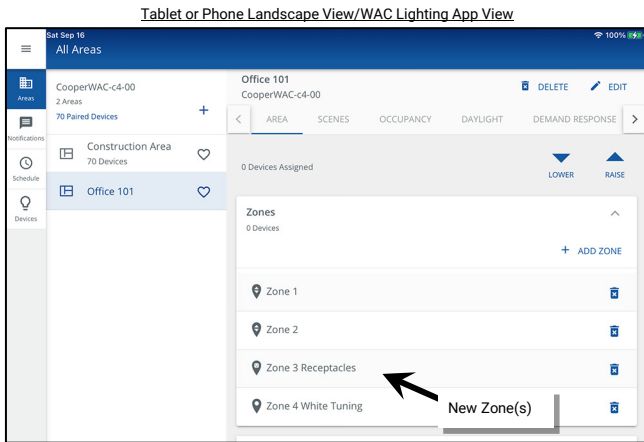 Tablet or Phone Landscape View/WAC Lighting App View
Sat Sep 16
100%
All Areas
Areas
Notifications
Schedule
Devices
CooperWAC-c4-00
2 Areas
70 Paired Devices
+
Construction Area
70 Devices
Office 101
Office 101
CooperWAC-c4-00
DELETE
EDIT
< AREA SCENES OCCUPANCY DAYLIGHT DEMAND RESPONSE >
0 Devices Assigned
LOWER
RAISE
Zones
0 Devices
+ ADD ZONE
Zone 1
Zone 2
Zone 3 Receptacles
Zone 4 White Tuning
New Zone(s)